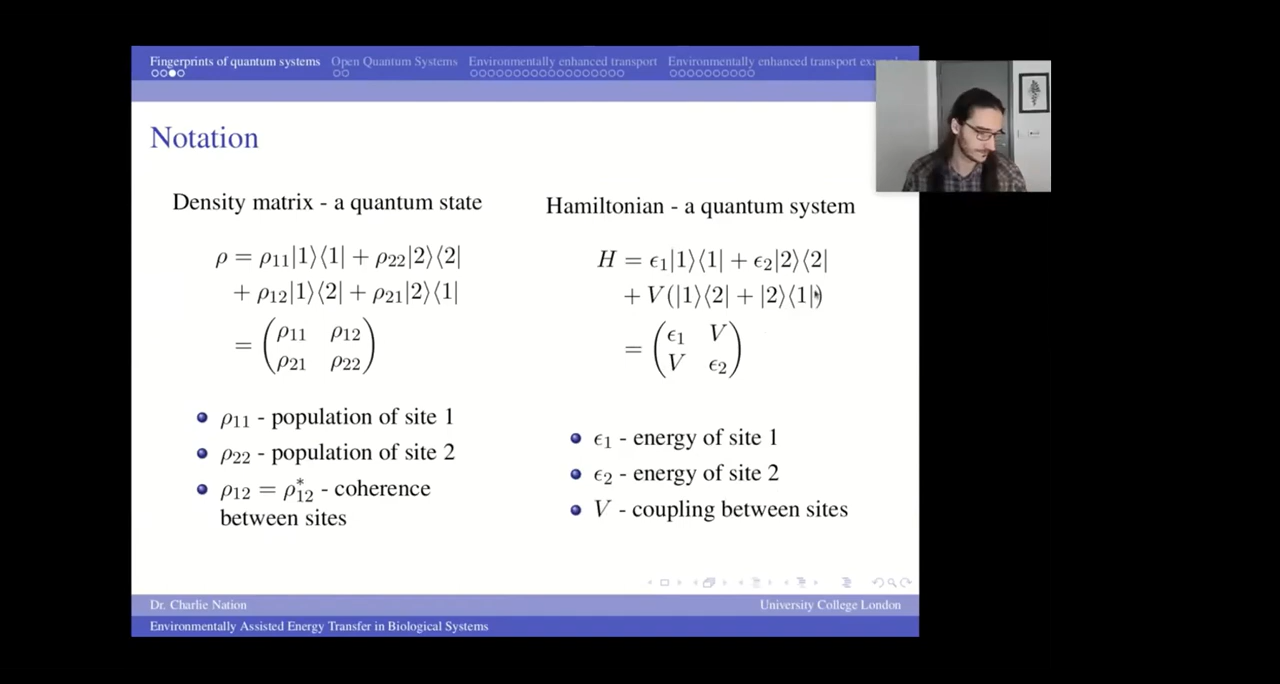 Fingerprints of quantum systems Open Quantum Systems Environmentally enhanced transport Environmentally enhanced transport
Notation
Density matrix - a quantum state
ρ = ρ11|1⟩⟨1| + ρ22|2⟩⟨2|
+ ρ12|1⟩⟨2| + ρ21|2⟩⟨1|
= (ρ11 ρ12
ρ21 ρ22)
ρ11 - population of site 1
ρ22 - population of site 2
ρ12 = ρ*12 - coherence
between sites
Hamiltonian - a quantum system
H = ϵ1|1⟩⟨1| + ϵ2|2⟩⟨2|
+ V(|1⟩⟨2| + |2⟩⟨1|)
= (ϵ1 V
V ϵ2)
ϵ1 - energy of site 1
ϵ2 - energy of site 2
V - coupling between sites
Dr. Charlie Nation University College London
Environmentally Assisted Energy Transfer in Biological Systems